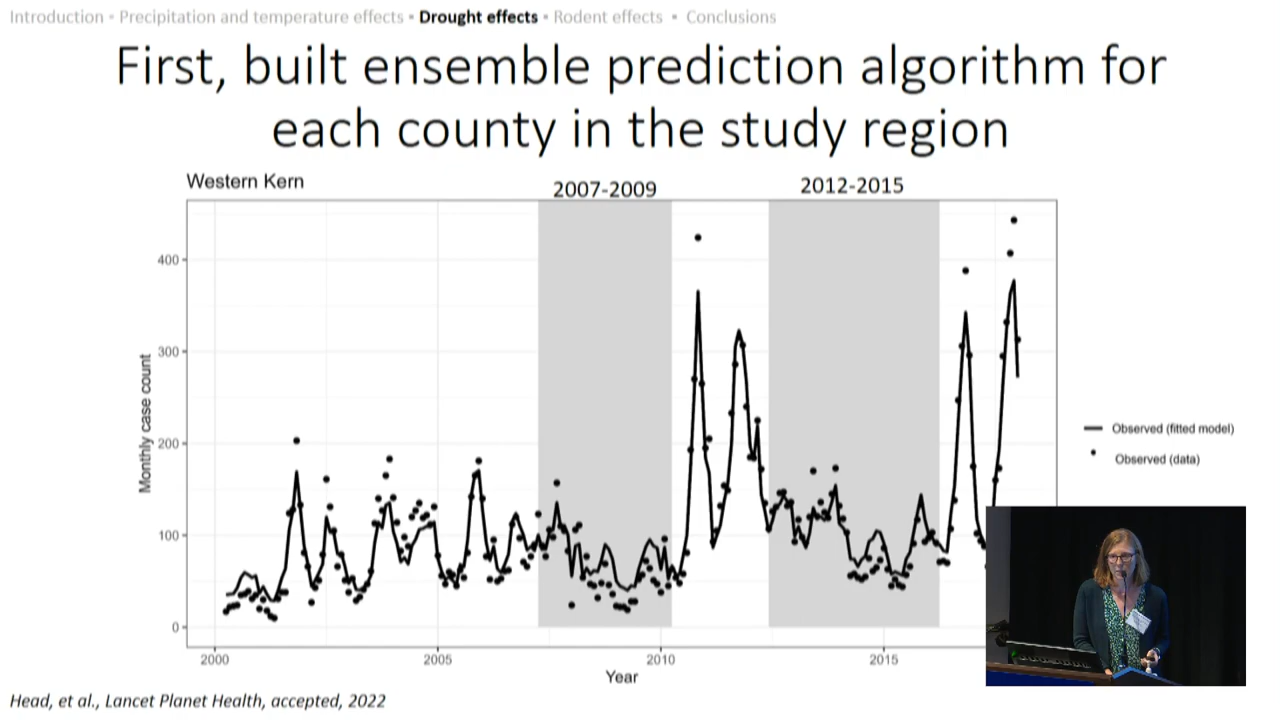 Introduction • Precipitation and temperature effects • Drought effects • Rodent effects • Conclusions
First, built ensemble prediction algorithm for
each county in the study region
Western Kern
2007-2009
2012-2015
400
300
200
100
0
Monthly case count
2000
2005
2010
2015
Year
Observed (fitted model)
Observed (data)
Head, et al., Lancet Planet Health, accepted, 2022